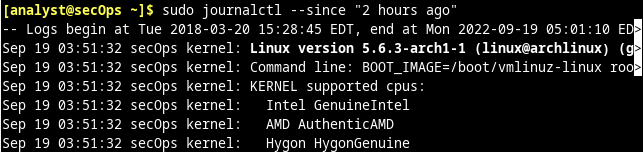 [analyst@secOps ~]$ sudo journalctl --since "2 hours ago"
-- Logs begin at Tue 2018-03-20 15:28:45 EDT, end at Mon 2022-09-19 05:01:10 ED>
Sep 19 03:51:32 secOps kernel: Linux version 5.6.3-arch1-1 (linux@archlinux) (g>
Sep 19 03:51:32 secOps kernel: Command line: BOOT_IMAGE=/boot/vmlinuz-linux roo>
Sep 19 03:51:32 secOps kernel: KERNEL supported cpus:
Sep 19 03:51:32 secOps kernel:   Intel GenuineIntel
Sep 19 03:51:32 secOps kernel:   AMD AuthenticAMD
Sep 19 03:51:32 secOps kernel:   Hygon HygonGenuine